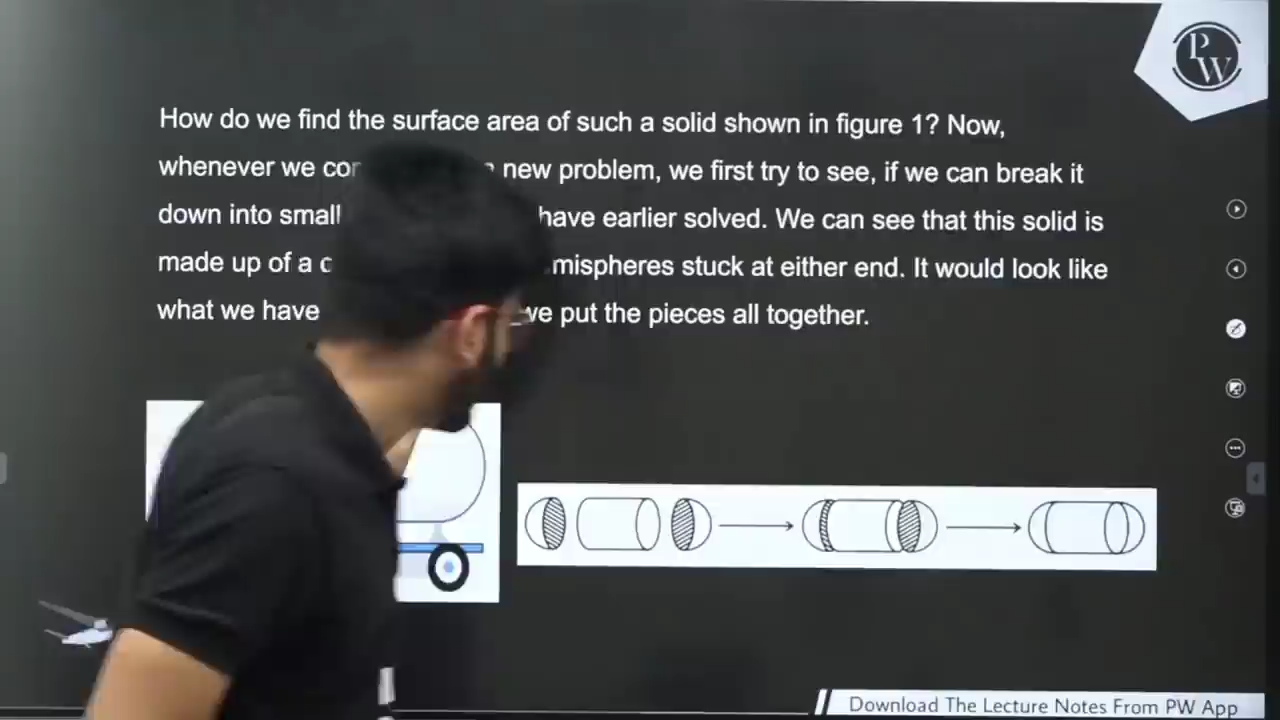 How do we find the surface area of such a solid shown in figure 1? Now,
whenever we new problem, we first try to see, if we can break it
down into have earlier solved. We can see that this solid is
made up of a stuck at either end. It would look like
what we have we put the pieces all together.
PW
Download The Lecture Notes From PW App